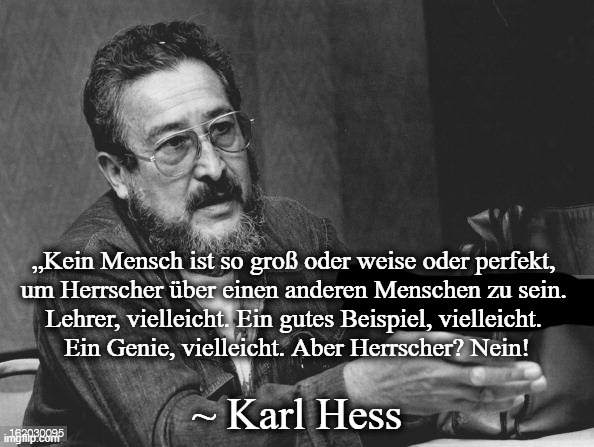 „Kein Mensch ist so groß oder weise oder perfekt,
um Herrscher über einen anderen Menschen zu sein.
Lehrer, vielleicht. Ein gutes Beispiel, vielleicht.
Ein Genie, vielleicht. Aber Herrscher? Nein!
~ Karl Hess
162030095
imgflip.com